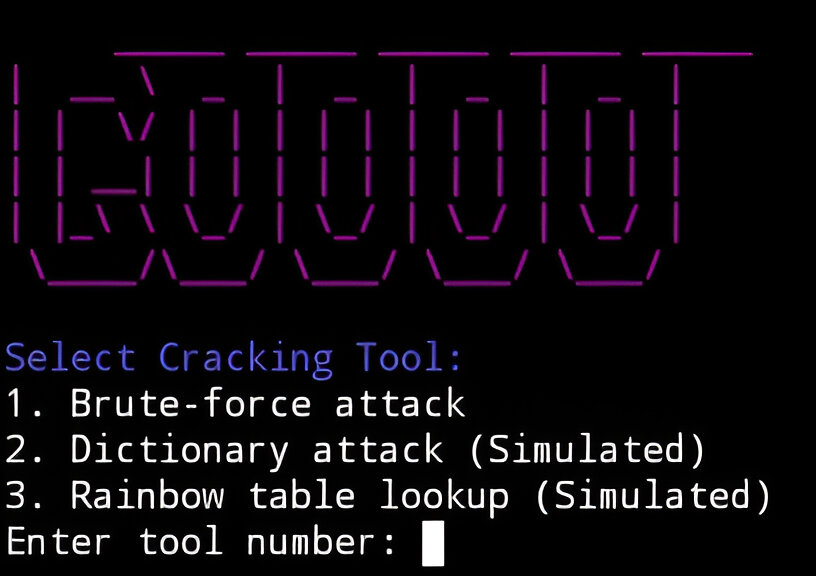 Select Cracking Tool:
1. Brute-force attack
2. Dictionary attack (Simulated)
3. Rainbow table lookup (Simulated)
Enter tool number: